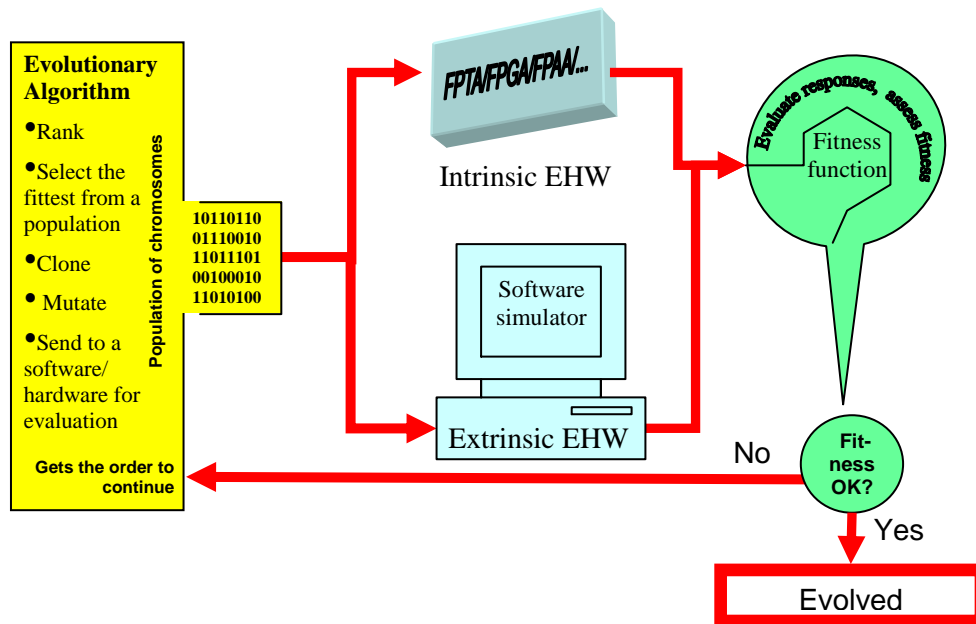 Evolutionary
Algorithm
•Rank
•Select the
fittest from a
population
•Clone
• Mutate
•Send to a
software/
hardware for
evaluation
Gets the order to
continue
Population of chromosomes
10110110
01110010
11011101
00100010
11010100
FPTA/FPGA/FPAA/...
Intrinsic EHW
Software
simulator
Extrinsic EHW
Evaluate responses, assess fitness
Fitness
function
Fit-
ness
OK?
No
Yes
Evolved